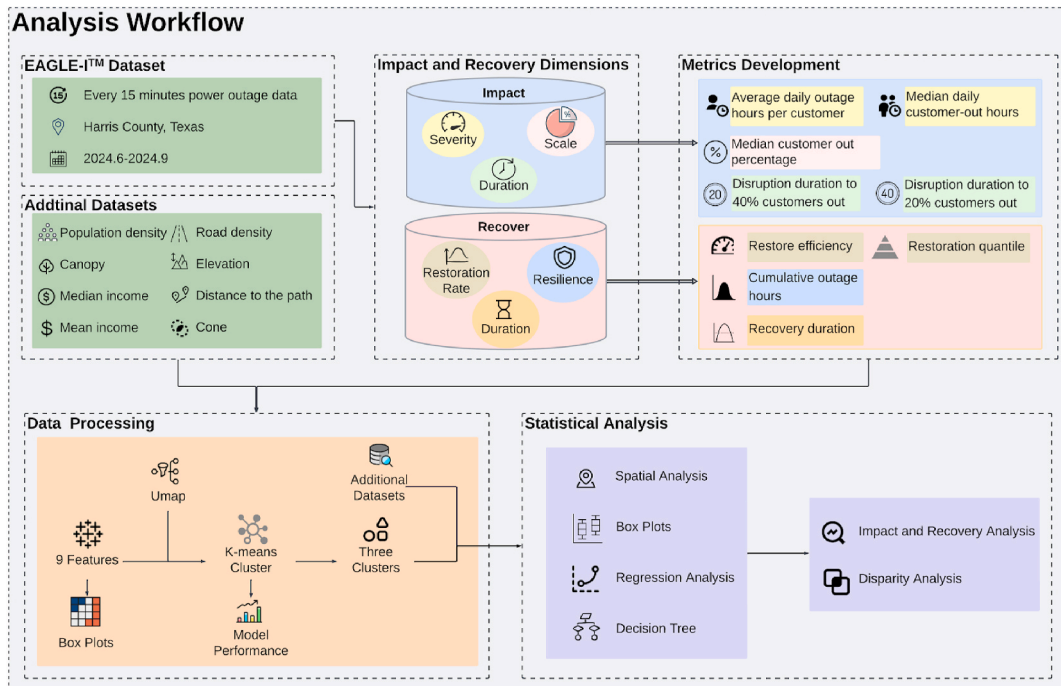 Analysis Workflow
EAGLE-I™ Dataset
15
Every 15 minutes power outage data
Harris County, Texas
2024.6-2024.9
Addtinal Datasets
Population density
Road density
Canopy
Elevation
$
Median income
Distance to the path
$
Mean income
Cone
Impact and Recovery Dimensions
Impact
%
Severity
Scale
Duration
Recover
Restoration
Rate
Resilience
Duration
Metrics Development
Average daily outage
hours per customer
Median daily
customer-out hours
%
Median customer out
percentage
20
Disruption duration to
40% customers out
40
Disruption duration to
20% customers out
Restore efficiency
Restoration quantile
Cumulative outage
hours
Recovery duration
Data Processing
Umap
Additional
Datasets
9 Features
K-means
Cluster
Three
Clusters
Box Plots
Model
Performance
Statistical Analysis
Spatial Analysis
Box Plots
Regression Analysis
Decision Tree
Impact and Recovery Analysis
Disparity Analysis